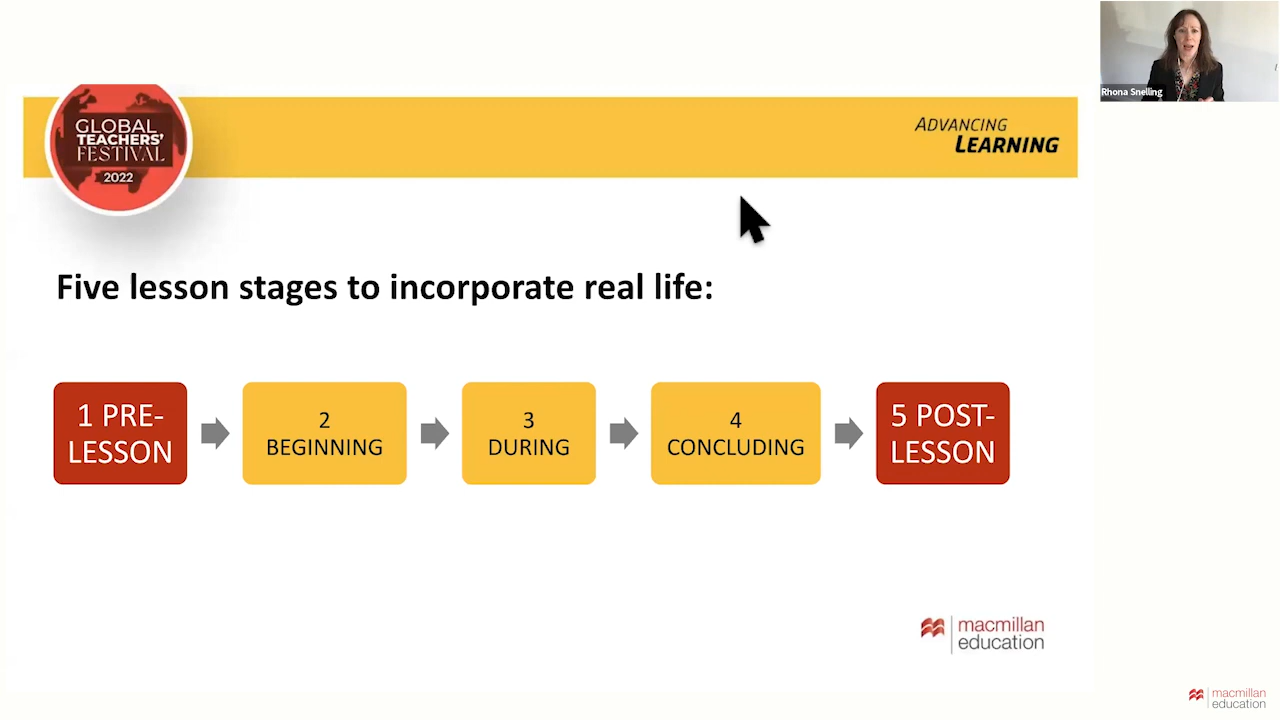 Rhona Snelling
GLOBAL
TEACHERS'
FESTIVAL
2022
ADVANCING
LEARNING
Five lesson stages to incorporate real life:
1 PRE-
LESSON
2
BEGINNING
3
DURING
4
CONCLUDING
5 POST-
LESSON
macmillan
education
macmillan
education